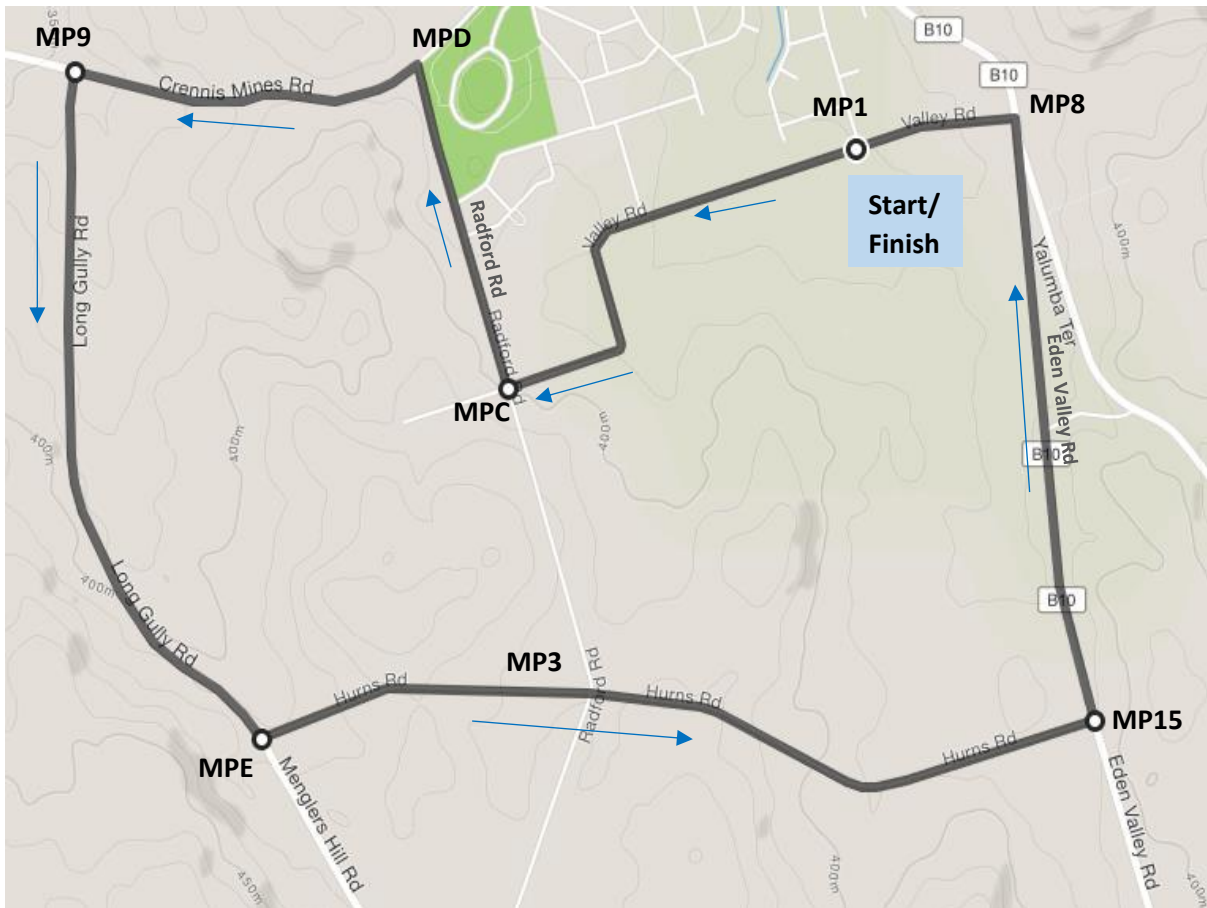 350
B10
MP9
MPD
B10
Crennis Mines Rd
MP1
MP8
Valley Rd
Start/
Finish
Valley Rd
Radford Rd
Long Gully Rd
400m
Yalumba Ter
Radford Rd
Eden Valley Rd
MPC
400m
400m
400m
B10
Long Gully Rd
400m
B10
MP3
Radford Rd
Hurns Rd
Hurns Rd
MP15
Hurns Rd
MPE
Menglers Hill Rd
Eden Valley Rd
400m
450m
400m